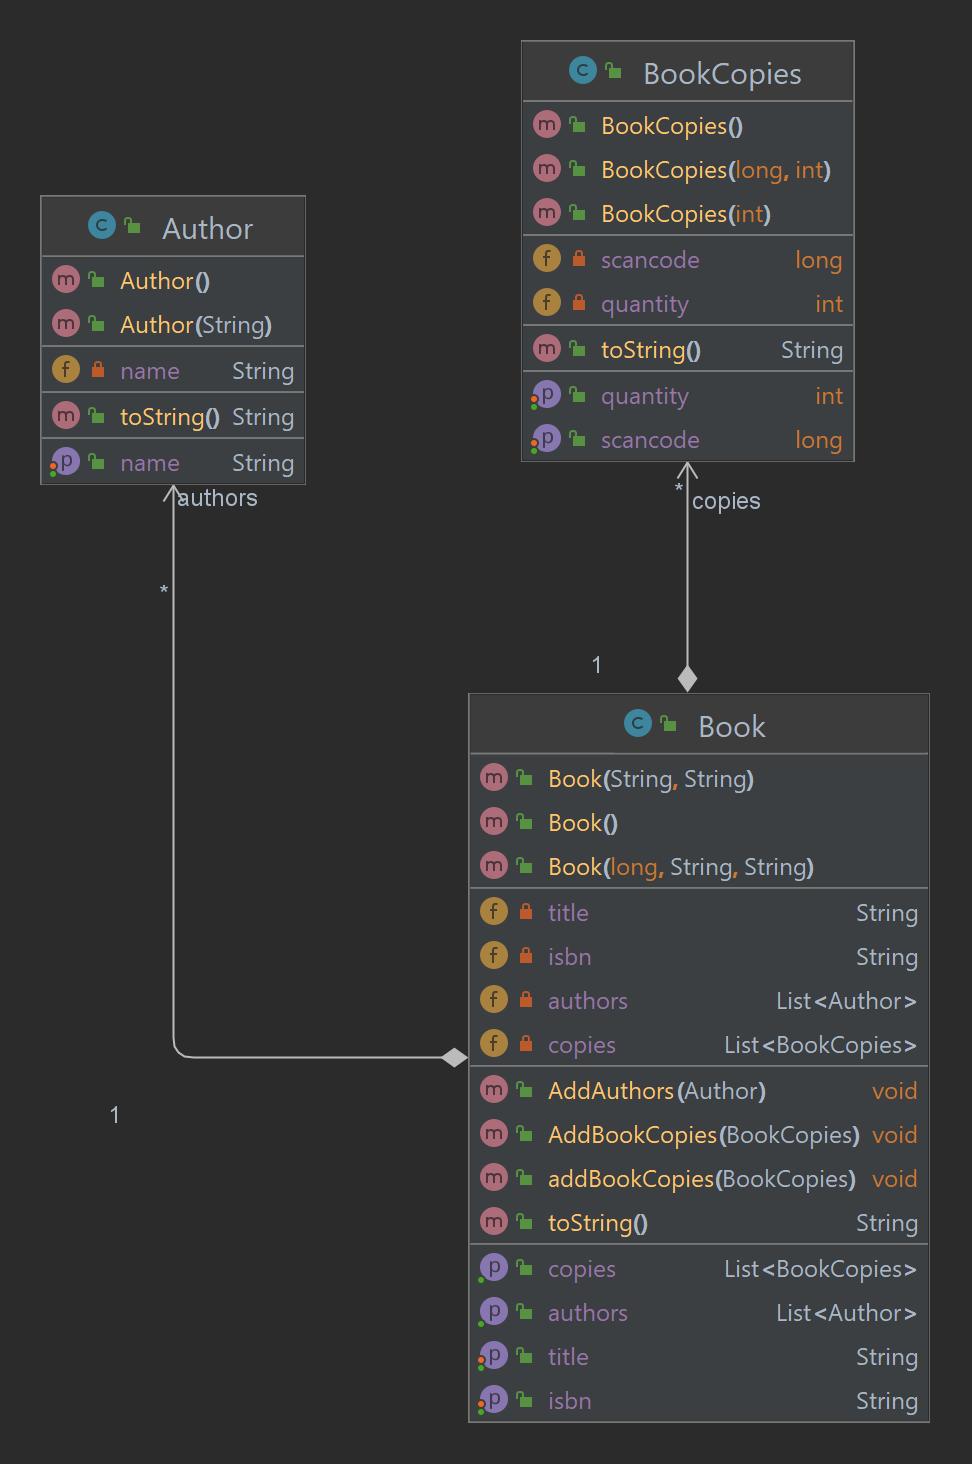 BookCopies
BookCopies()
BookCopies(long, int)
BookCopies(int)
scancode long
quantity int
toString() String
quantity int
scancode long
Author
Author()
Author(String)
name String
toString() String
name String
authors
*
* copies
1
Book
Book(String, String)
Book()
Book(long, String, String)
title String
isbn String
authors List<Author>
copies List<BookCopies>
AddAuthors(Author) void
AddBookCopies(BookCopies) void
addBookCopies(BookCopies) void
toString() String
copies List<BookCopies>
authors List<Author>
title String
isbn String
1